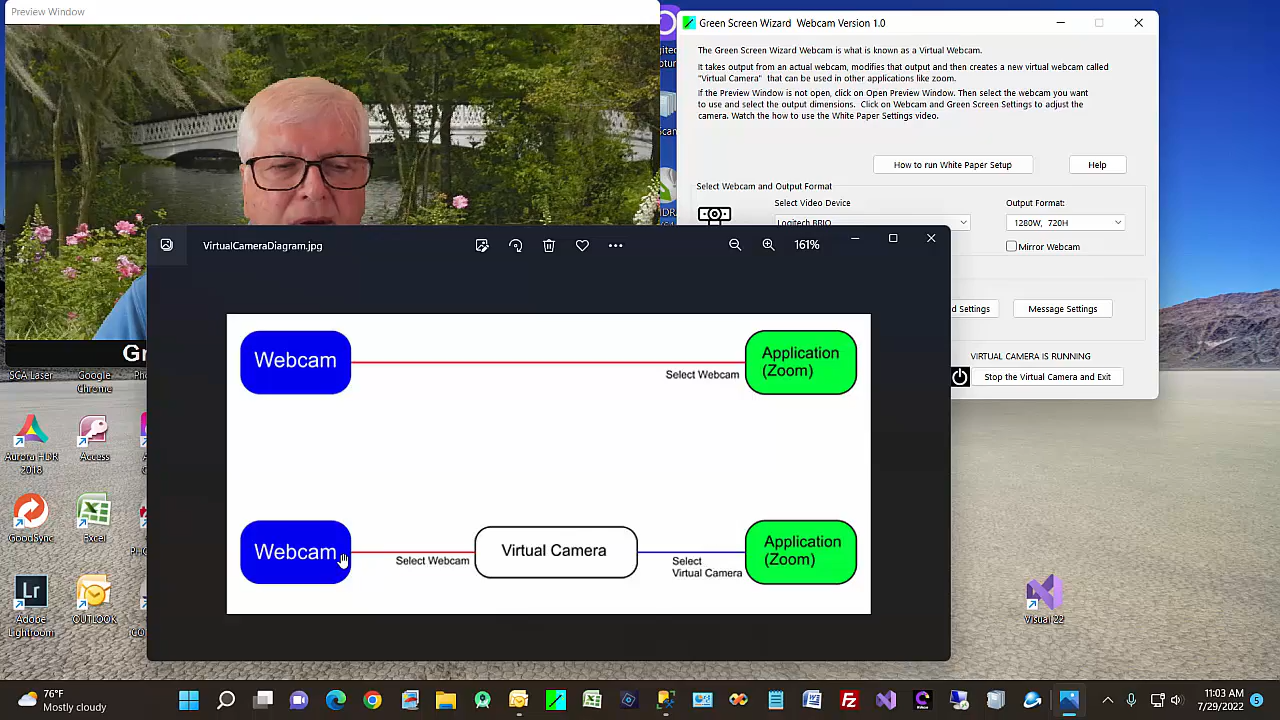 Preview Window
Green Screen Wizard Webcam Version 1.0
The Green Screen Wizard Webcam is what is known as a Virtual Webcam.
It takes output from an actual webcam, modifies that output and then creates a new virtual webcam called
"Virtual Camera" that can be used in other applications like zoom.
If the Preview Window is not open, click on Open Preview Window. Then select the webcam you want
to use and select the output dimensions. Click on Webcam and Green Screen Settings to adjust the
camera. Watch the how to use the White Paper Settings video.
How to run White Paper Setup
Help
Select Webcam and Output Format
Select Video Device
Output Format:
Logitech BRIO
1280W, 720H
Mirror Webcam
VirtualCameraDiagram.jpg
161%
d Settings
Message Settings
VIRTUAL CAMERA IS RUNNING
Stop the Virtual Camera and Exit
Webcam
Select Webcam
Application
(Zoom)
Webcam
Select Webcam
Virtual Camera
Select
Virtual Camera
Application
(Zoom)
Gr
SCA Laser
Google
Chrome
Aurora HDR
2018
Access
GoodSync
Excel
Adobe
Lightroom
OUTLOOK
CO
Visual 22
76°F
Mostly cloudy
11:03 AM
7/29/2022
5